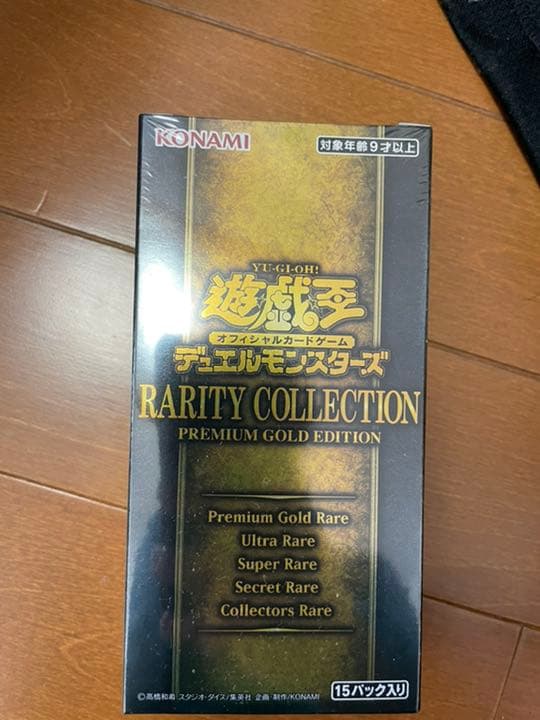 KONAMI
対象年齢9才以上
YU-GI-OH!
遊戯王
オフィシャルカードゲーム
デュエルモンスターズ
RARITY COLLECTION
PREMIUM GOLD EDITION
Premium Gold Rare
Ultra Rare
Super Rare
Secret Rare
Collectors Rare
©高橋和希 スタジオ・ダイス/集英社 企画・制作/KONAMI
15パック入り